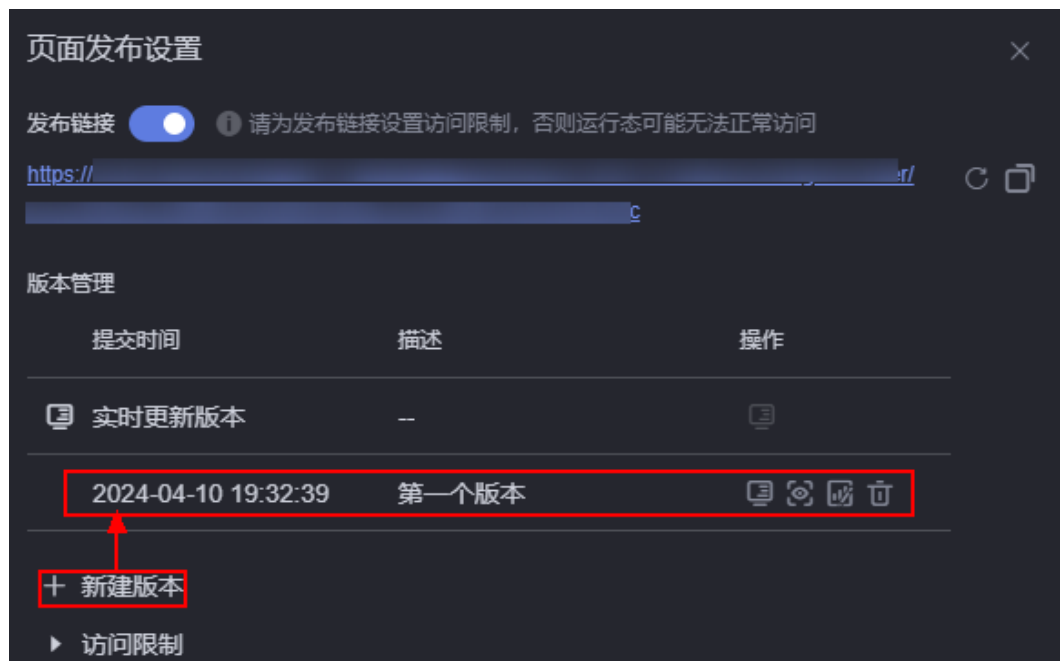 页面发布设置
发布链接 请为发布链接设置访问限制，否则运行态可能无法正常访问
https:// r/
c
版本管理
提交时间 描述 操作
实时更新版本 --
2024-04-10 19:32:39 第一个版本
新建版本
访问限制